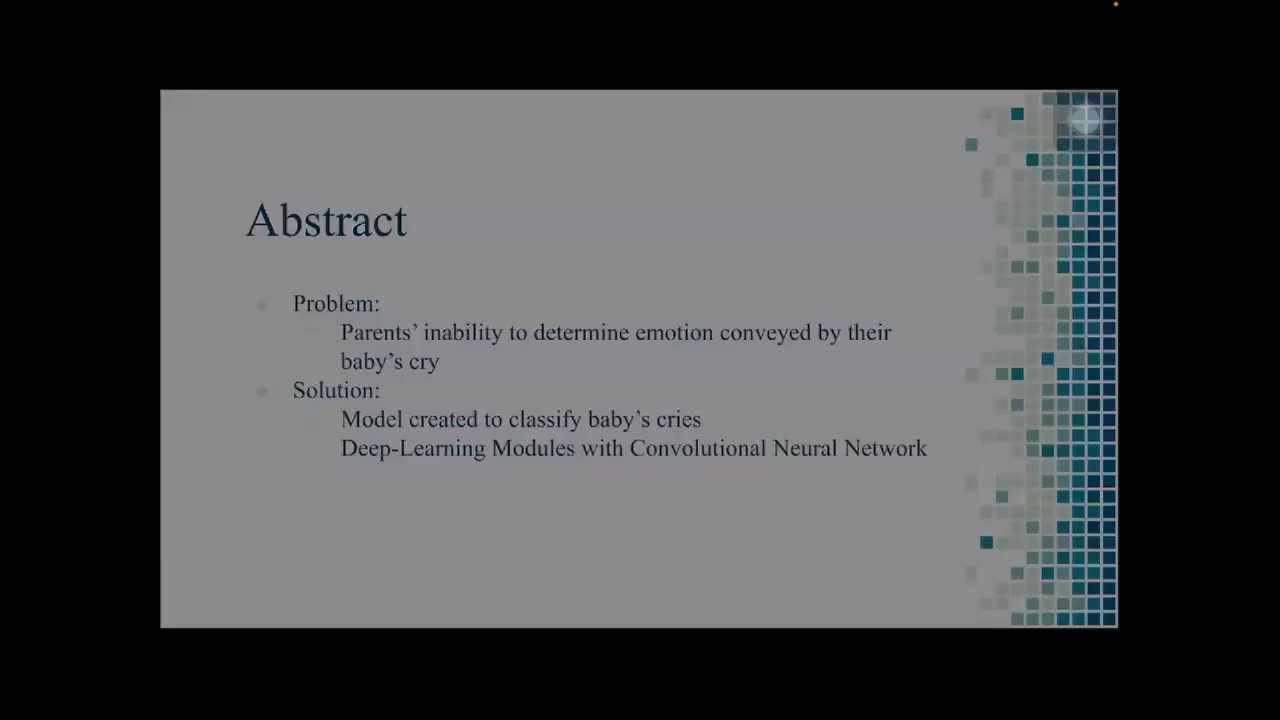 Abstract
Problem:
Parents’ inability to determine emotion conveyed by their
baby’s cry
Solution:
Model created to classify baby’s cries
Deep-Learning Modules with Convolutional Neural Network